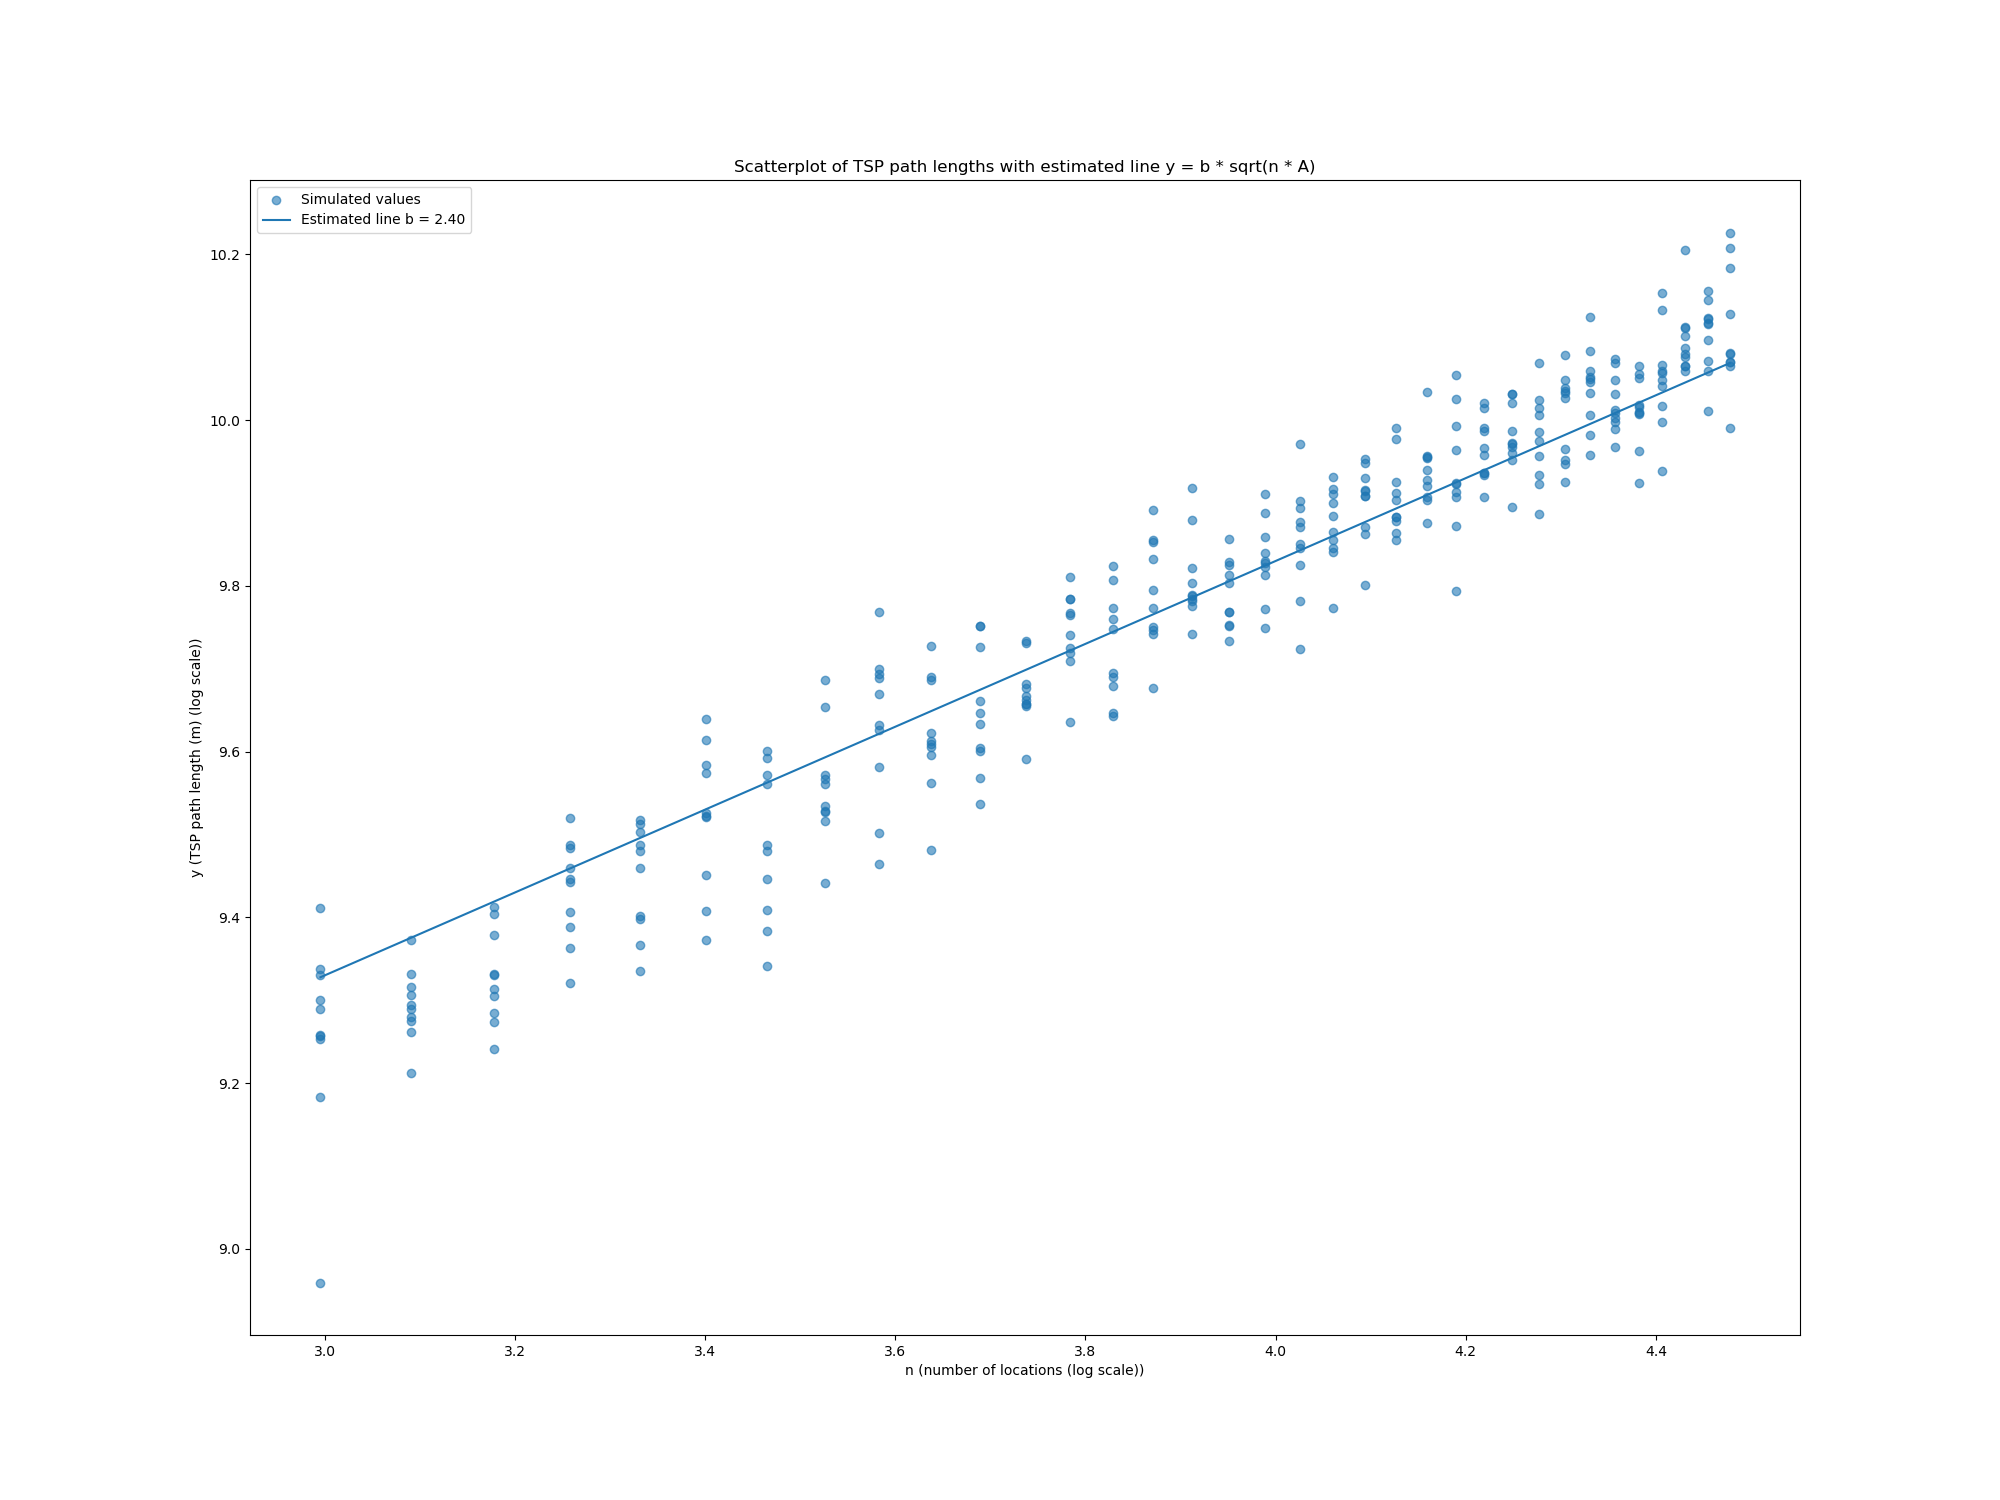 Scatterplot of TSP path lengths with estimated line y = b * sqrt(n * A)
Simulated values
Estimated line b = 2.40
10.2
10.0
9.8
9.6
9.4
9.2
9.0
y (TSP path length (m) (log scale))
3.0 3.2 3.4 3.6 3.8 4.0 4.2 4.4
n (number of locations (log scale))